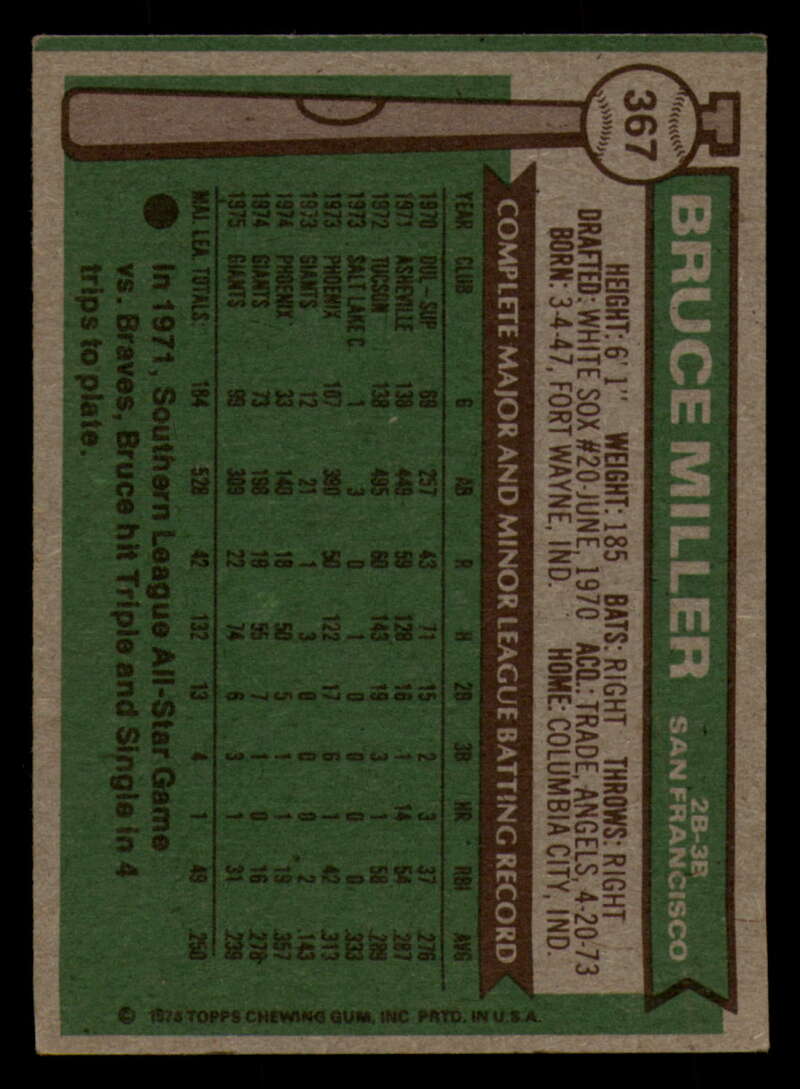 367
BRUCE MILLER
2B-3B
SAN FRANCISCO
HEIGHT: 6' 1" WEIGHT: 185 BATS: RIGHT THROWS: RIGHT
DRAFTED: WHITE SOX #20-JUNE, 1970 ACQ.: TRADE, ANGELS, 4-20-73
BORN: 3-4-47, FORT WAYNE, IND. HOME: COLUMBIA CITY, IND.
COMPLETE MAJOR AND MINOR LEAGUE BATTING RECORD
YEAR CLUB G AB R H 2B 3B HR RBI AVG
1970 DUL-SUP 68 257 43 71 15 2 3 37 .276
1971 ASHEVILLE 136 449 59 128 16 1 14 54 .287
1972 TUCSON 138 495 60 143 19 3 1 58 .289
1973 SALT LAKE C 1 3 0 1 0 0 0 0 .333
1973 PHOENIX 107 390 50 122 17 6 1 42 .313
1973 GIANTS 12 21 1 3 0 0 0 2 .143
1974 PHOENIX 33 140 18 50 5 1 1 19 .357
1974 GIANTS 73 198 19 55 7 1 0 16 .278
1975 GIANTS 99 309 22 74 6 3 1 31 .239
MAJ. LEA. TOTALS 184 528 42 132 13 4 1 49 .250
In 1971, Southern League All-Star Game
vs. Braves, Bruce hit Triple and Single in 4
trips to plate.
© 1976 TOPPS CHEWING GUM, INC. PRTD. IN U.S.A.